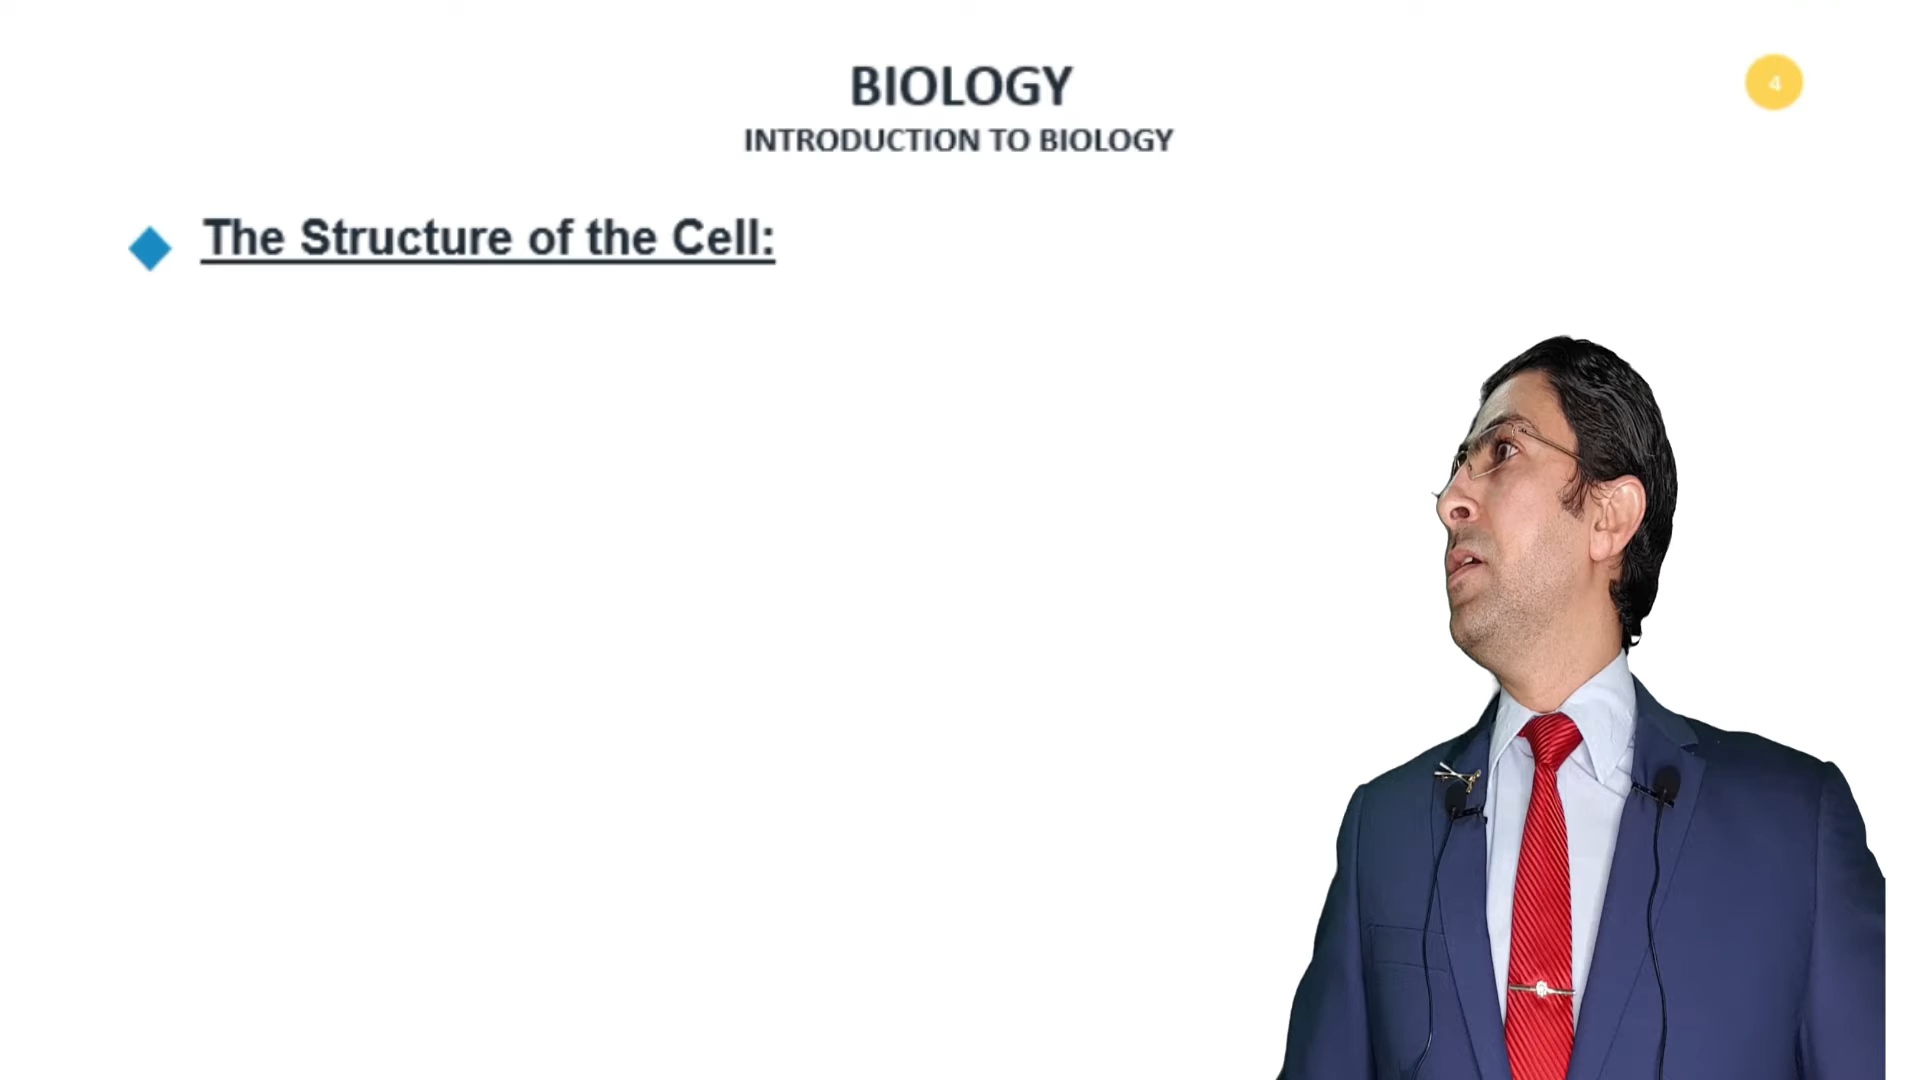 BIOLOGY
4
INTRODUCTION TO BIOLOGY
The Structure of the Cell: